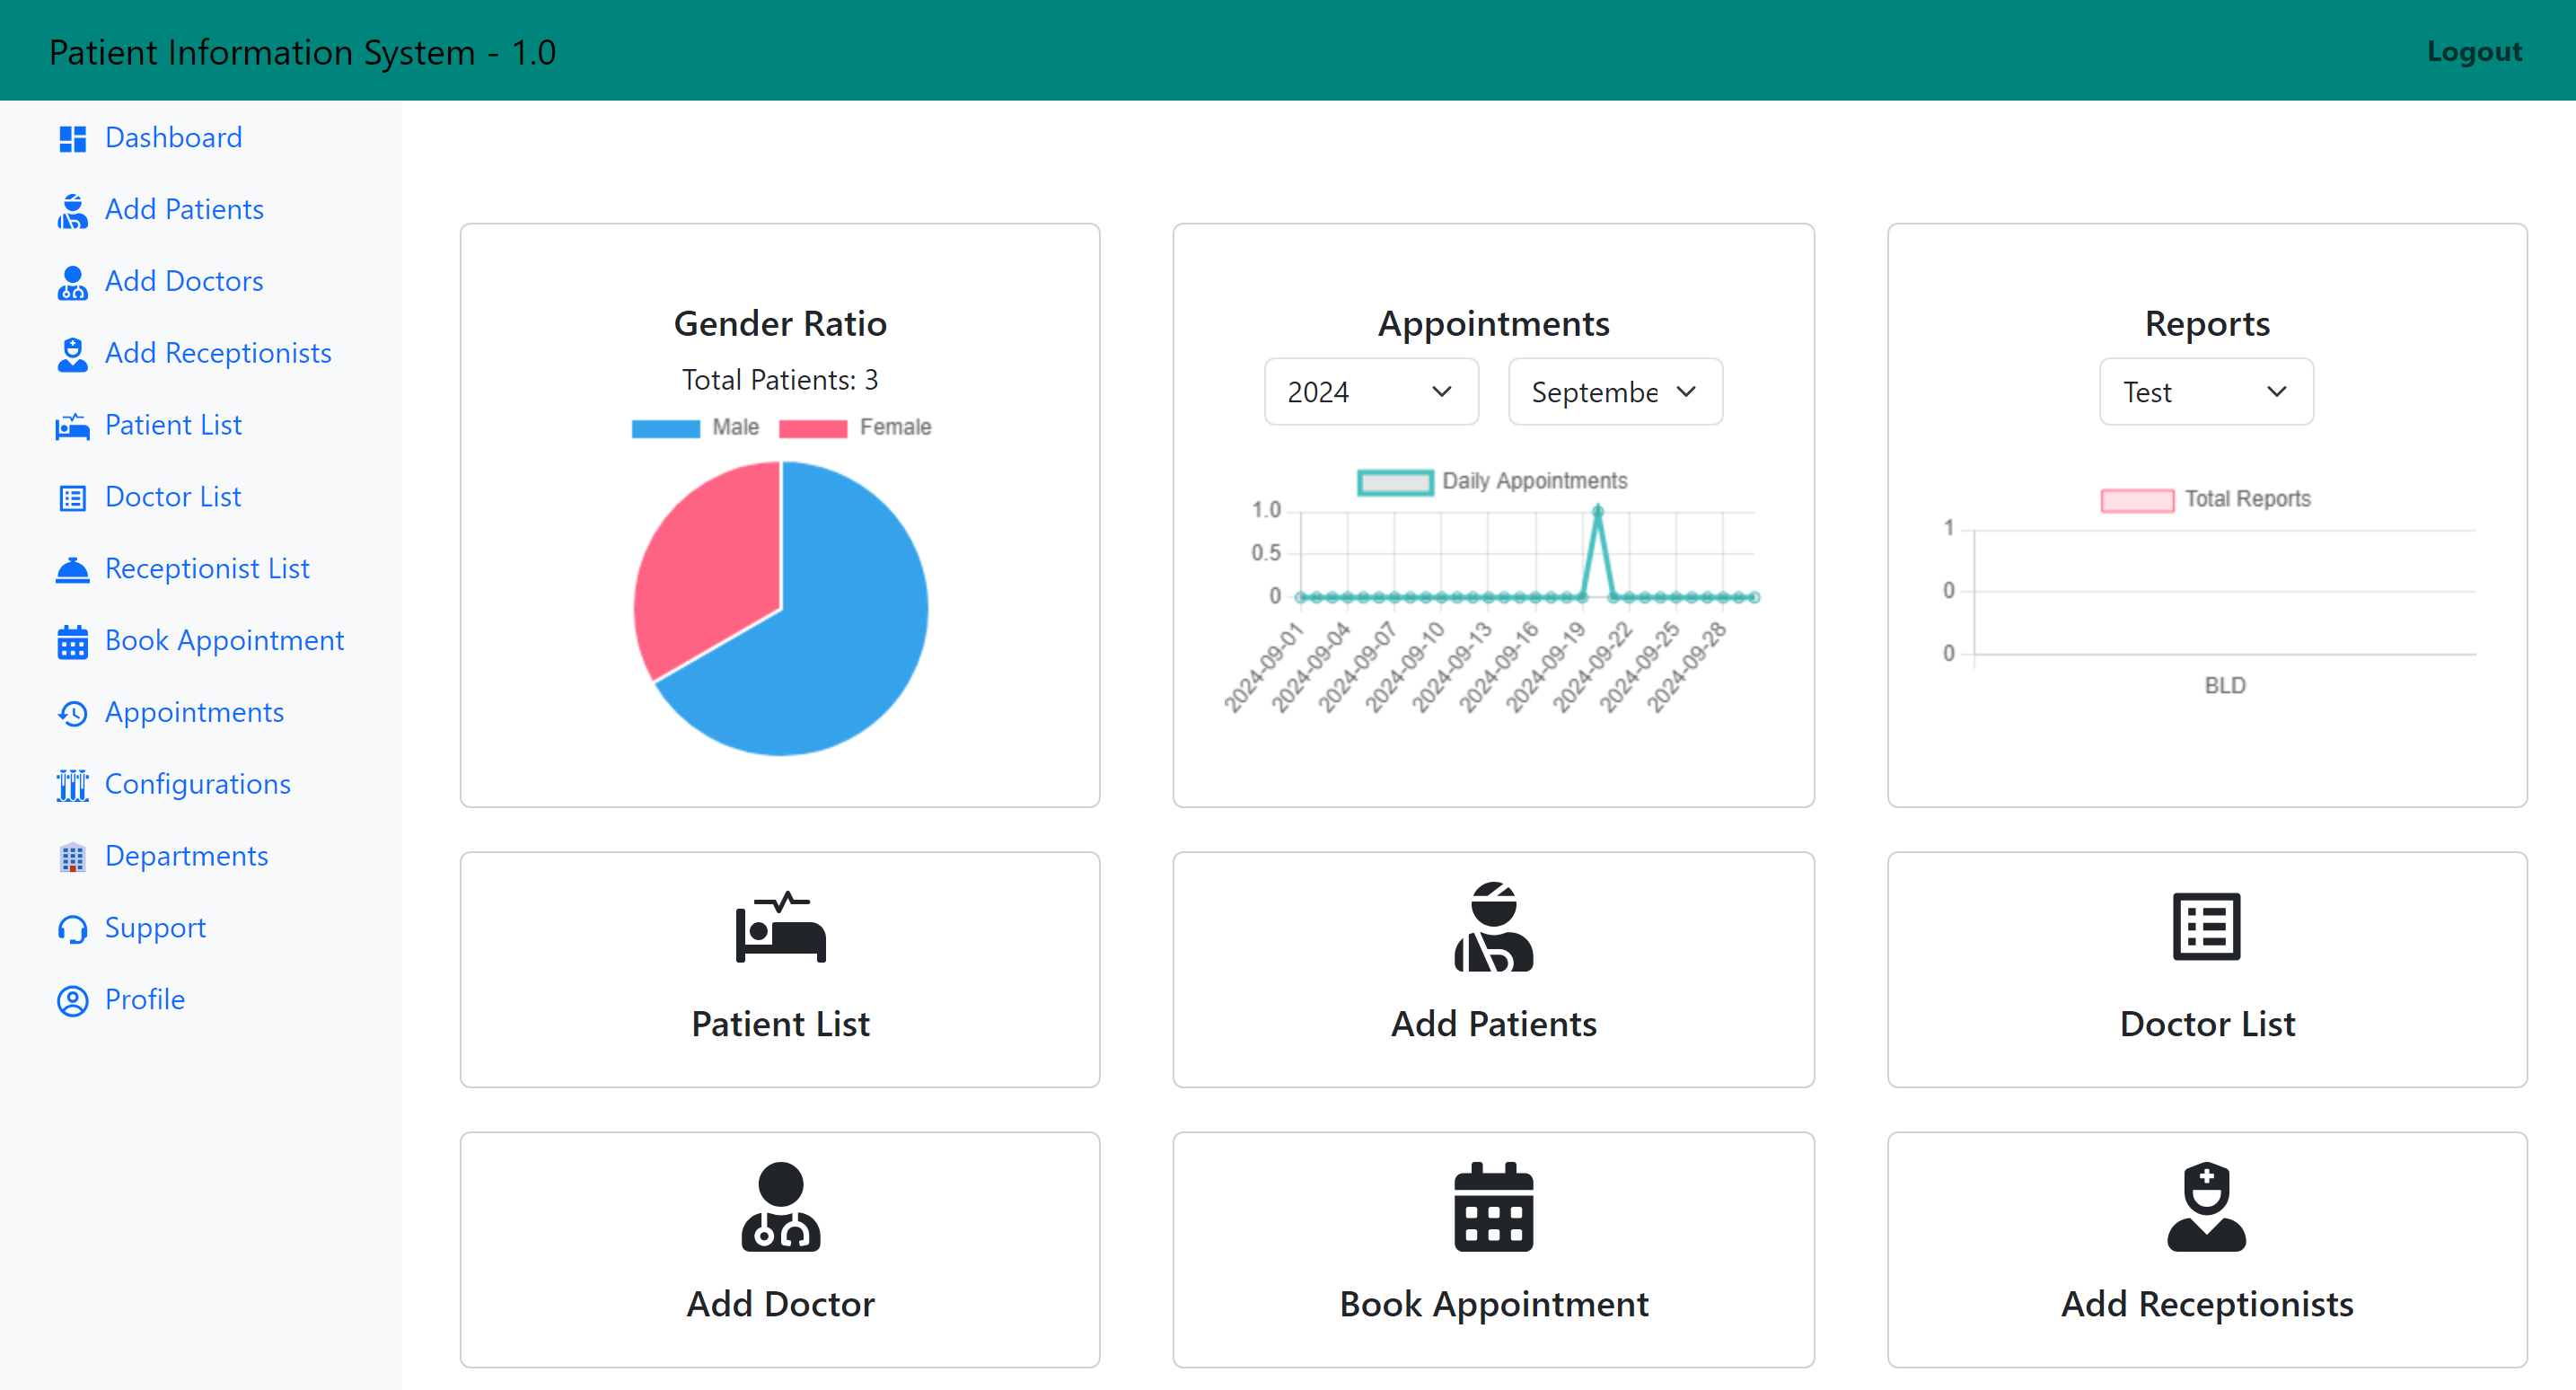 Patient Information System - 1.0
Logout
Dashboard
Add Patients
Add Doctors
Add Receptionists
Patient List
Doctor List
Receptionist List
Book Appointment
Appointments
Configurations
Departments
Support
Profile
Gender Ratio
Total Patients: 3
Male Female
Appointments
2024 Septembe
Daily Appointments
1.0
0.5
0
2024-09-01 2024-09-04 2024-09-07 2024-09-10 2024-09-13 2024-09-16 2024-09-19 2024-09-22 2024-09-25 2024-09-28
Reports
Test
Total Reports
1
0
0
BLD
Patient List
Add Patients
Doctor List
Add Doctor
Book Appointment
Add Receptionists